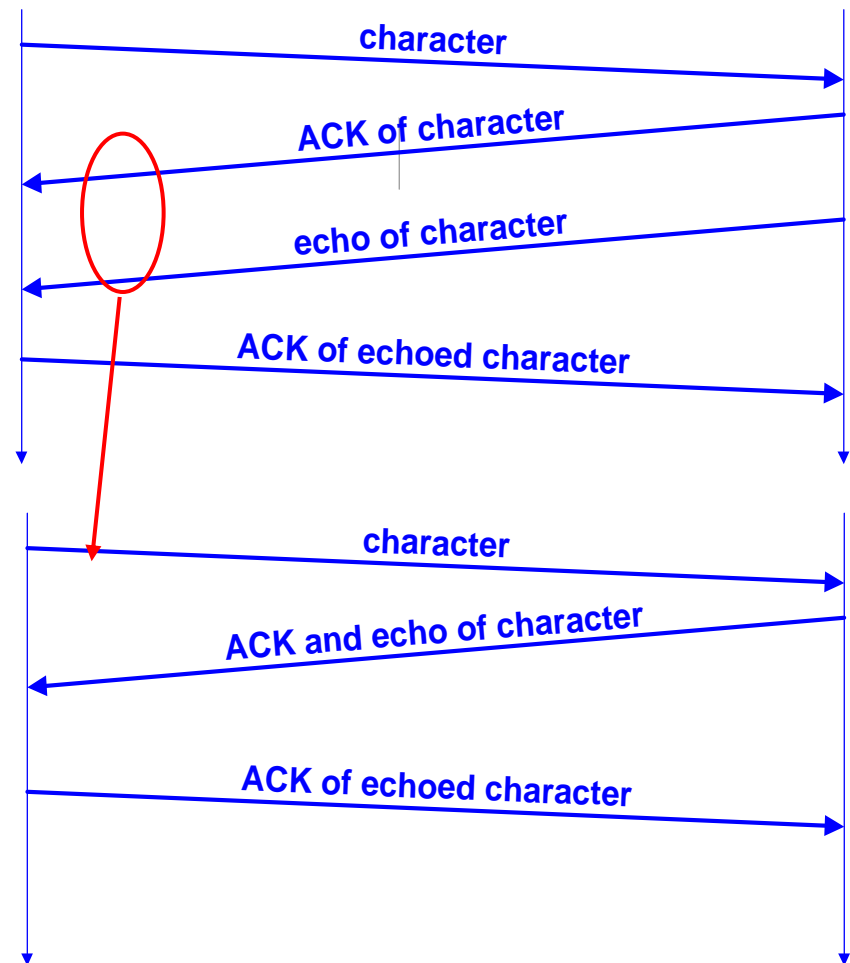 character
ACK of character
echo of character
ACK of echoed character
character
ACK and echo of character
ACK of echoed character